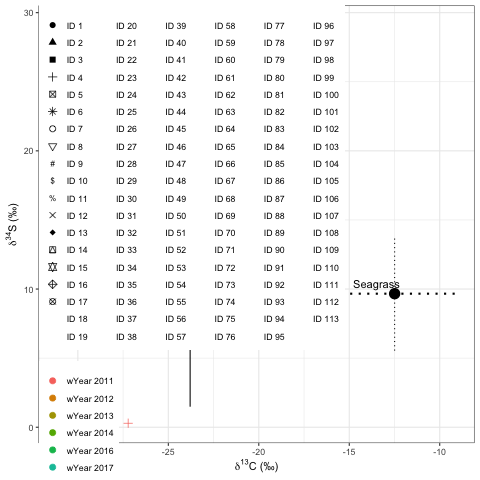 30
20
10
0
δ³⁴S (‰)
ID 1 ID 20 ID 39 ID 58 ID 77 ID 96
ID 2 ID 21 ID 40 ID 59 ID 78 ID 97
ID 3 ID 22 ID 41 ID 60 ID 79 ID 98
ID 4 ID 23 ID 42 ID 61 ID 80 ID 99
ID 5 ID 24 ID 43 ID 62 ID 81 ID 100
ID 6 ID 25 ID 44 ID 63 ID 82 ID 101
ID 7 ID 26 ID 45 ID 64 ID 83 ID 102
ID 8 ID 27 ID 46 ID 65 ID 84 ID 103
# ID 9 ID 28 ID 47 ID 66 ID 85 ID 104
$ ID 10 ID 29 ID 48 ID 67 ID 86 ID 105
% ID 11 ID 30 ID 49 ID 68 ID 87 ID 106
ID 12 ID 31 ID 50 ID 69 ID 88 ID 107
ID 13 ID 32 ID 51 ID 70 ID 89 ID 108
ID 14 ID 33 ID 52 ID 71 ID 90 ID 109
ID 15 ID 34 ID 53 ID 72 ID 91 ID 110
ID 16 ID 35 ID 54 ID 73 ID 92 ID 111
ID 17 ID 36 ID 55 ID 74 ID 93 ID 112
ID 18 ID 37 ID 56 ID 75 ID 94 ID 113
ID 19 ID 38 ID 57 ID 76 ID 95
Seagrass
wYear 2011
wYear 2012
wYear 2013
wYear 2014
wYear 2016
wYear 2017
-25 -20 -15 -10
δ¹³C (‰)